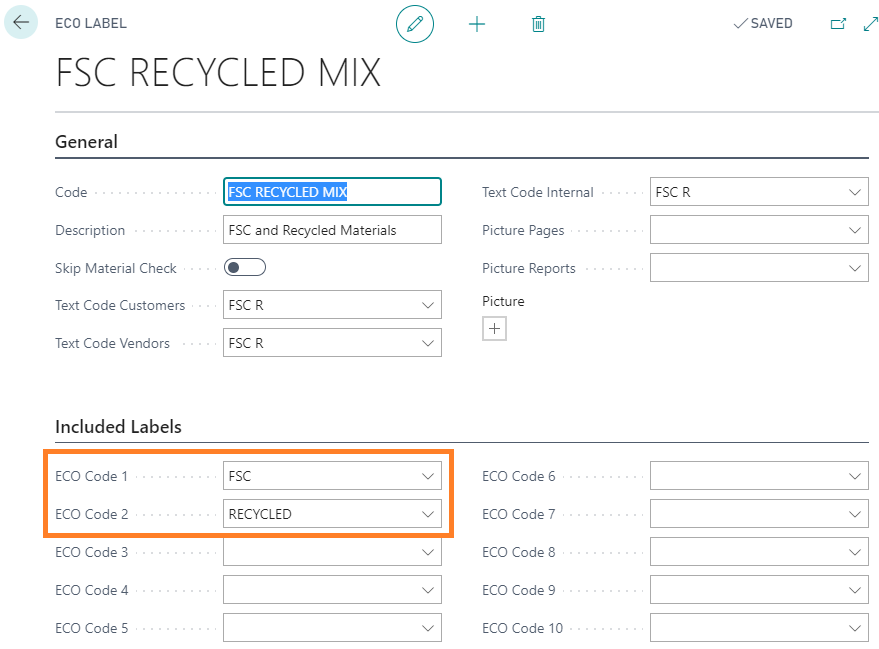 ECO LABEL
SAVED
FSC RECYCLED MIX
General
Code FSC RECYCLED MIX
Text Code Internal FSC R
Description FSC and Recycled Materials
Picture Pages
Skip Material Check
Picture Reports
Text Code Customers FSC R
Picture
Text Code Vendors FSC R
Included Labels
ECO Code 1 FSC
ECO Code 6
ECO Code 2 RECYCLED
ECO Code 7
ECO Code 3
ECO Code 8
ECO Code 4
ECO Code 9
ECO Code 5
ECO Code 10